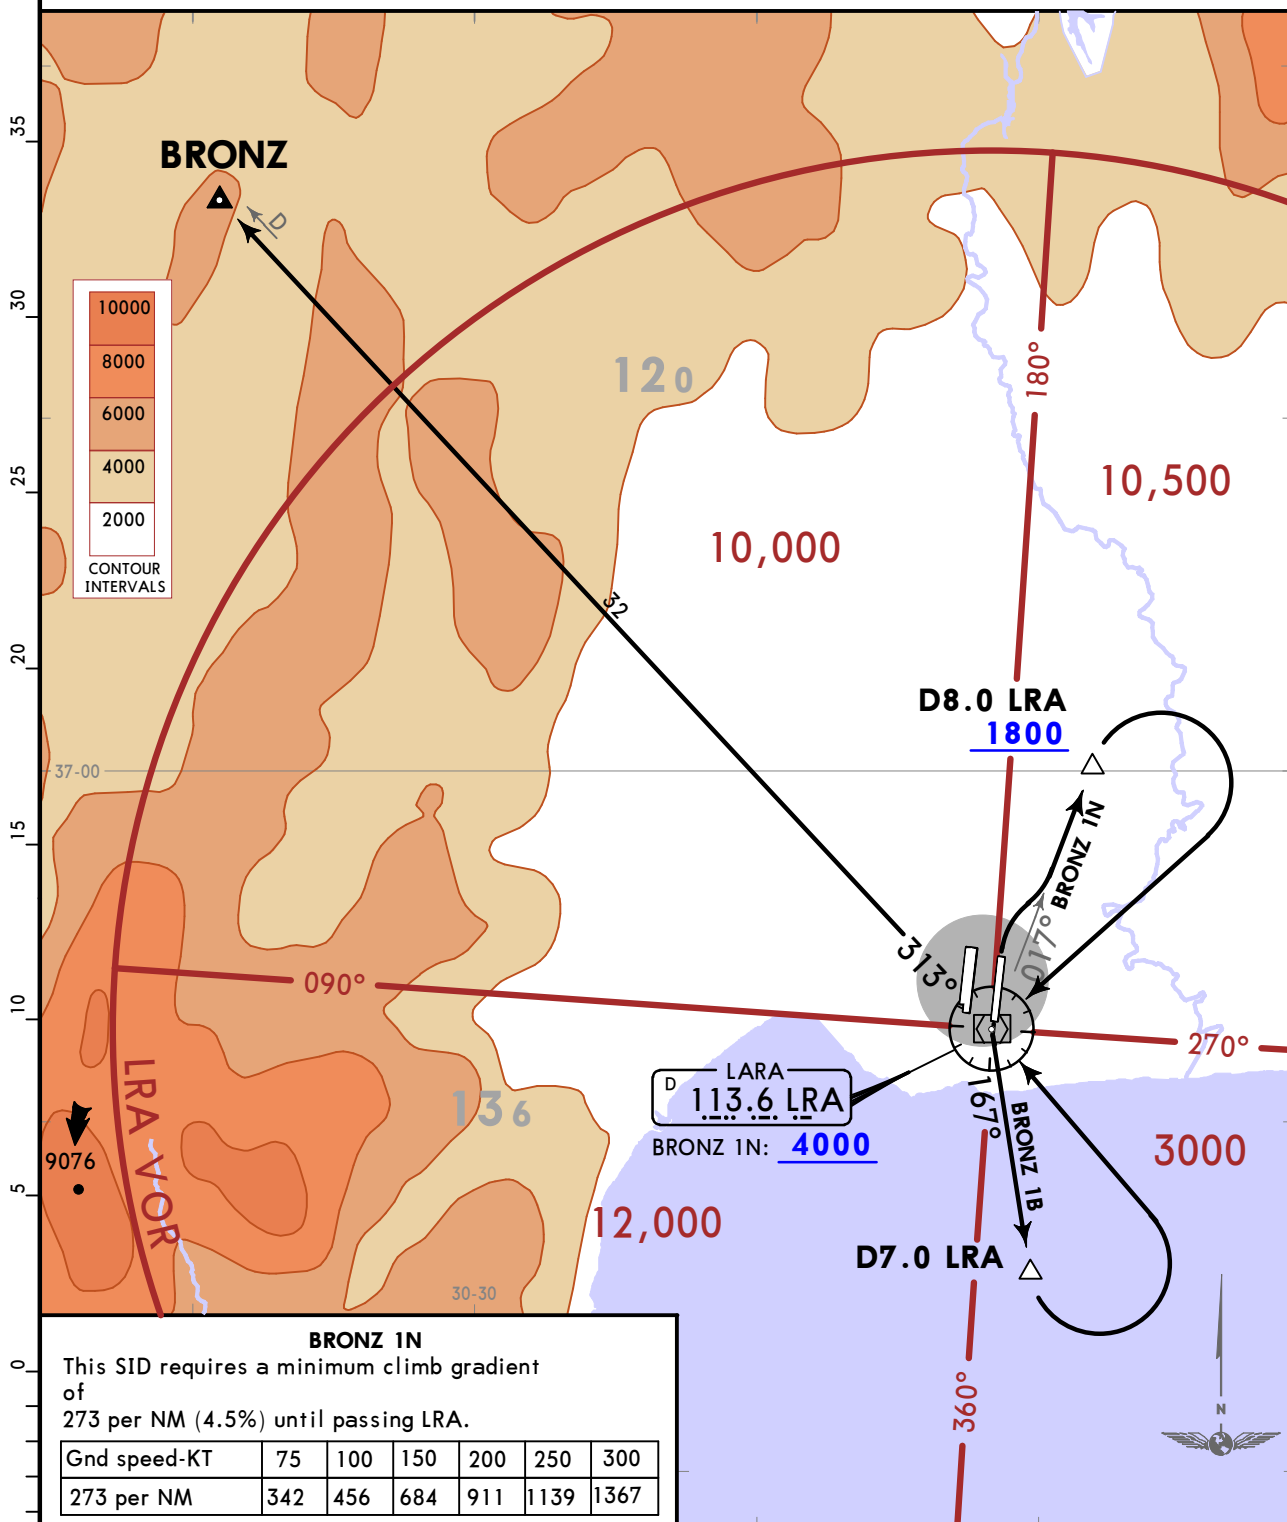 35
BRONZ
D
30
10000
8000
6000
4000
2000
CONTOUR
INTERVALS
120
180°
25
10,500
10,000
32
20
D8.0 LRA
1800
37-00
15
BRONZ 1N
017°
313°
10
090°
270°
LARA
D 113.6 LRA
BRONZ 1N: 4000
LRA VOR
136
167°
BRONZ 1B
3000
9076
5
12,000
D7.0 LRA
30-30
0
360°
N
BRONZ 1N
This SID requires a minimum climb gradient
of
273 per NM (4.5%) until passing LRA.
Gnd speed-KT 75 100 150 200 250 300
273 per NM 342 456 684 911 1139 1367